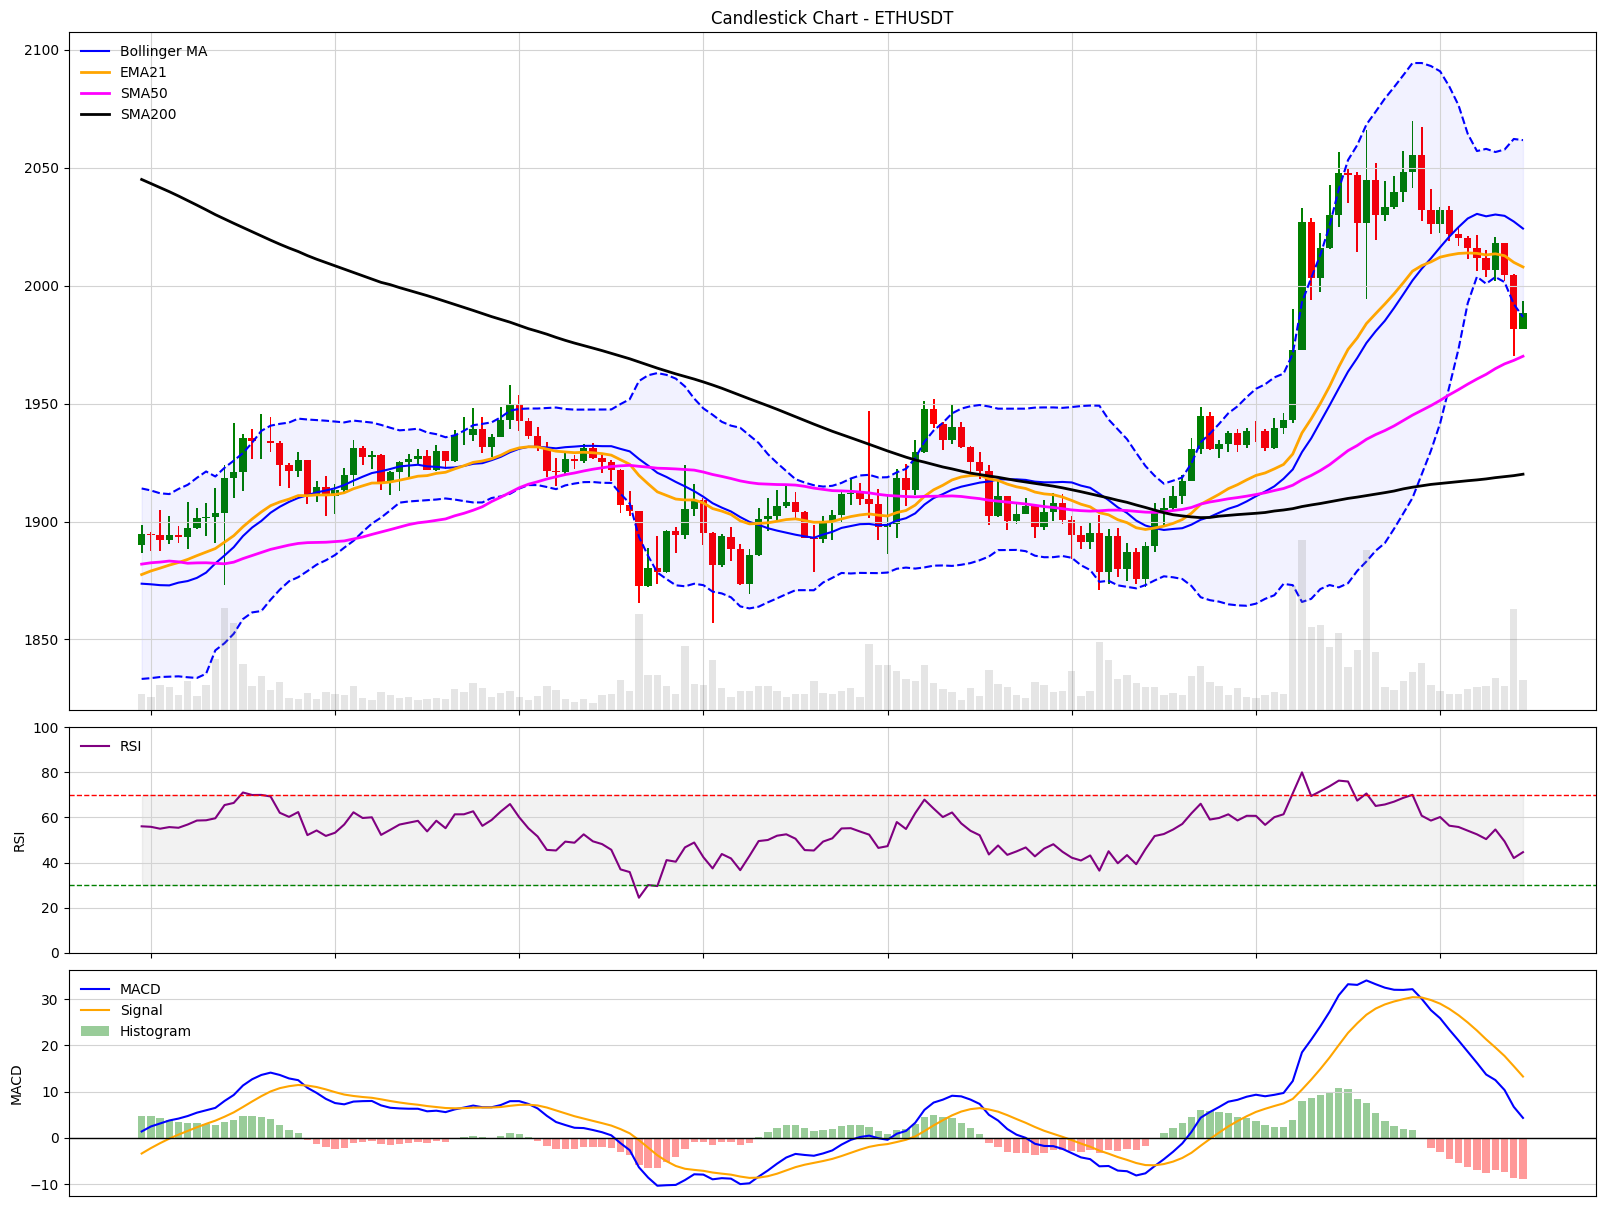 Candlestick Chart - ETHUSDT
2100
2050
2000
1950
1900
1850
Bollinger MA
EMA21
SMA50
SMA200
100
80
60
40
20
0
RSI
RSI
30
20
10
0
−10
MACD
MACD
Signal
Histogram